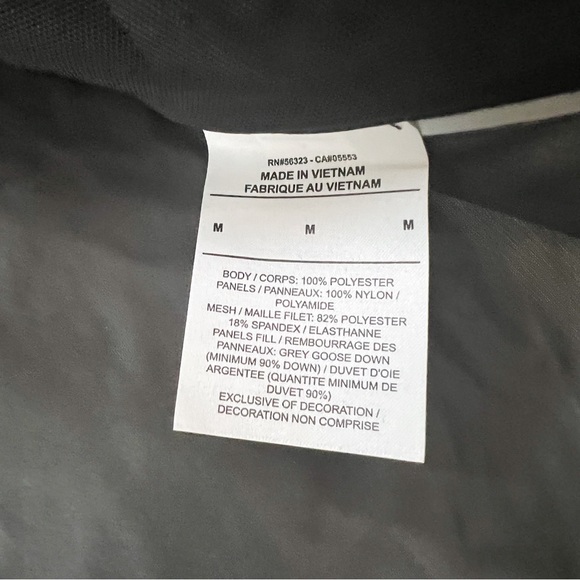 RN#56323 - CA#05553
MADE IN VIETNAM
FABRIQUE AU VIETNAM
M M M
BODY / CORPS: 100% POLYESTER
PANELS / PANNEAUX: 100% NYLON /
POLYAMIDE
MESH / MAILLE FILET: 82% POLYESTER
18% SPANDEX / ELASTHANNE
PANELS FILL / REMBOURRAGE DES
PANNEAUX: GREY GOOSE DOWN
(MINIMUM 90% DOWN) / DUVET D'OIE
ARGENTEE (QUANTITE MINIMUM DE
DUVET 90%)
EXCLUSIVE OF DECORATION /
DECORATION NON COMPRISE